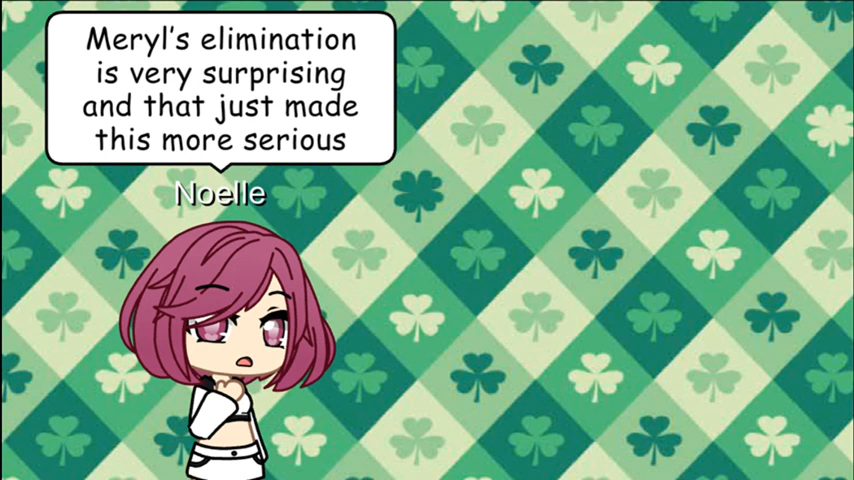 Meryl's elimination
is very surprising
and that just made
this more serious
Noelle